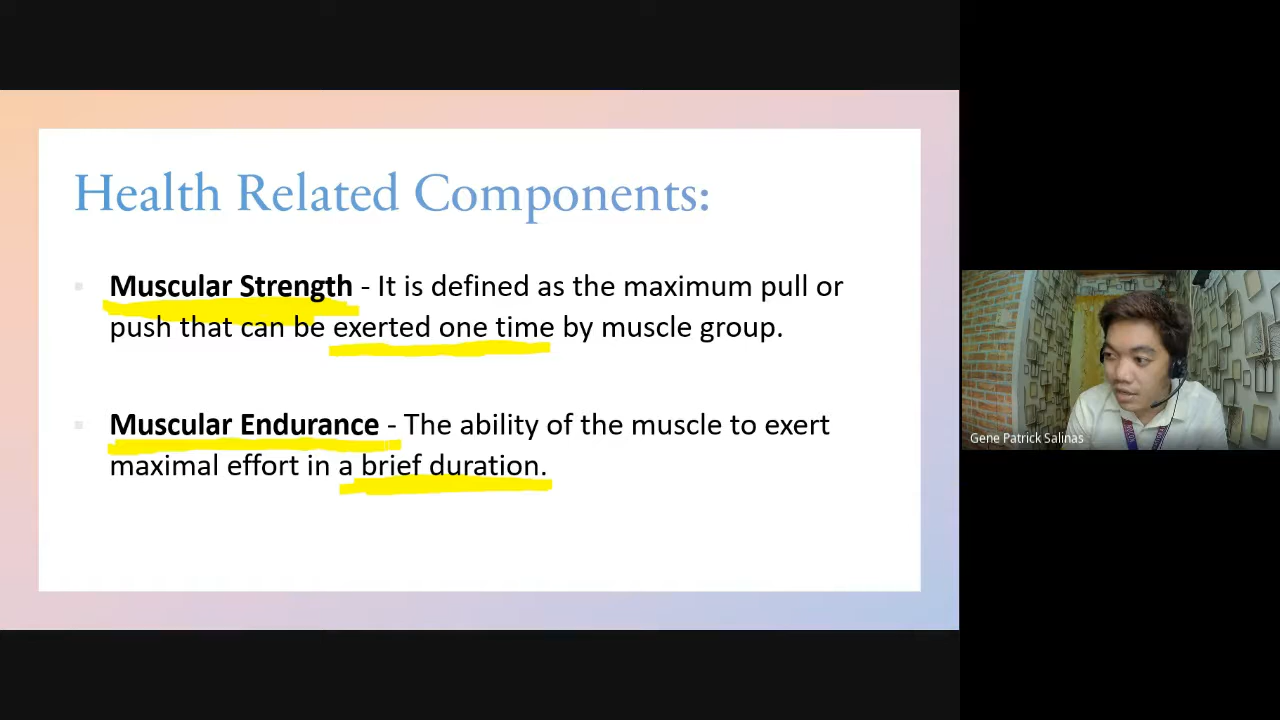 Health Related Components:
Muscular Strength - It is defined as the maximum pull or
push that can be exerted one time by muscle group.
Muscular Endurance - The ability of the muscle to exert
maximal effort in a brief duration.
Gene Patrick Salinas